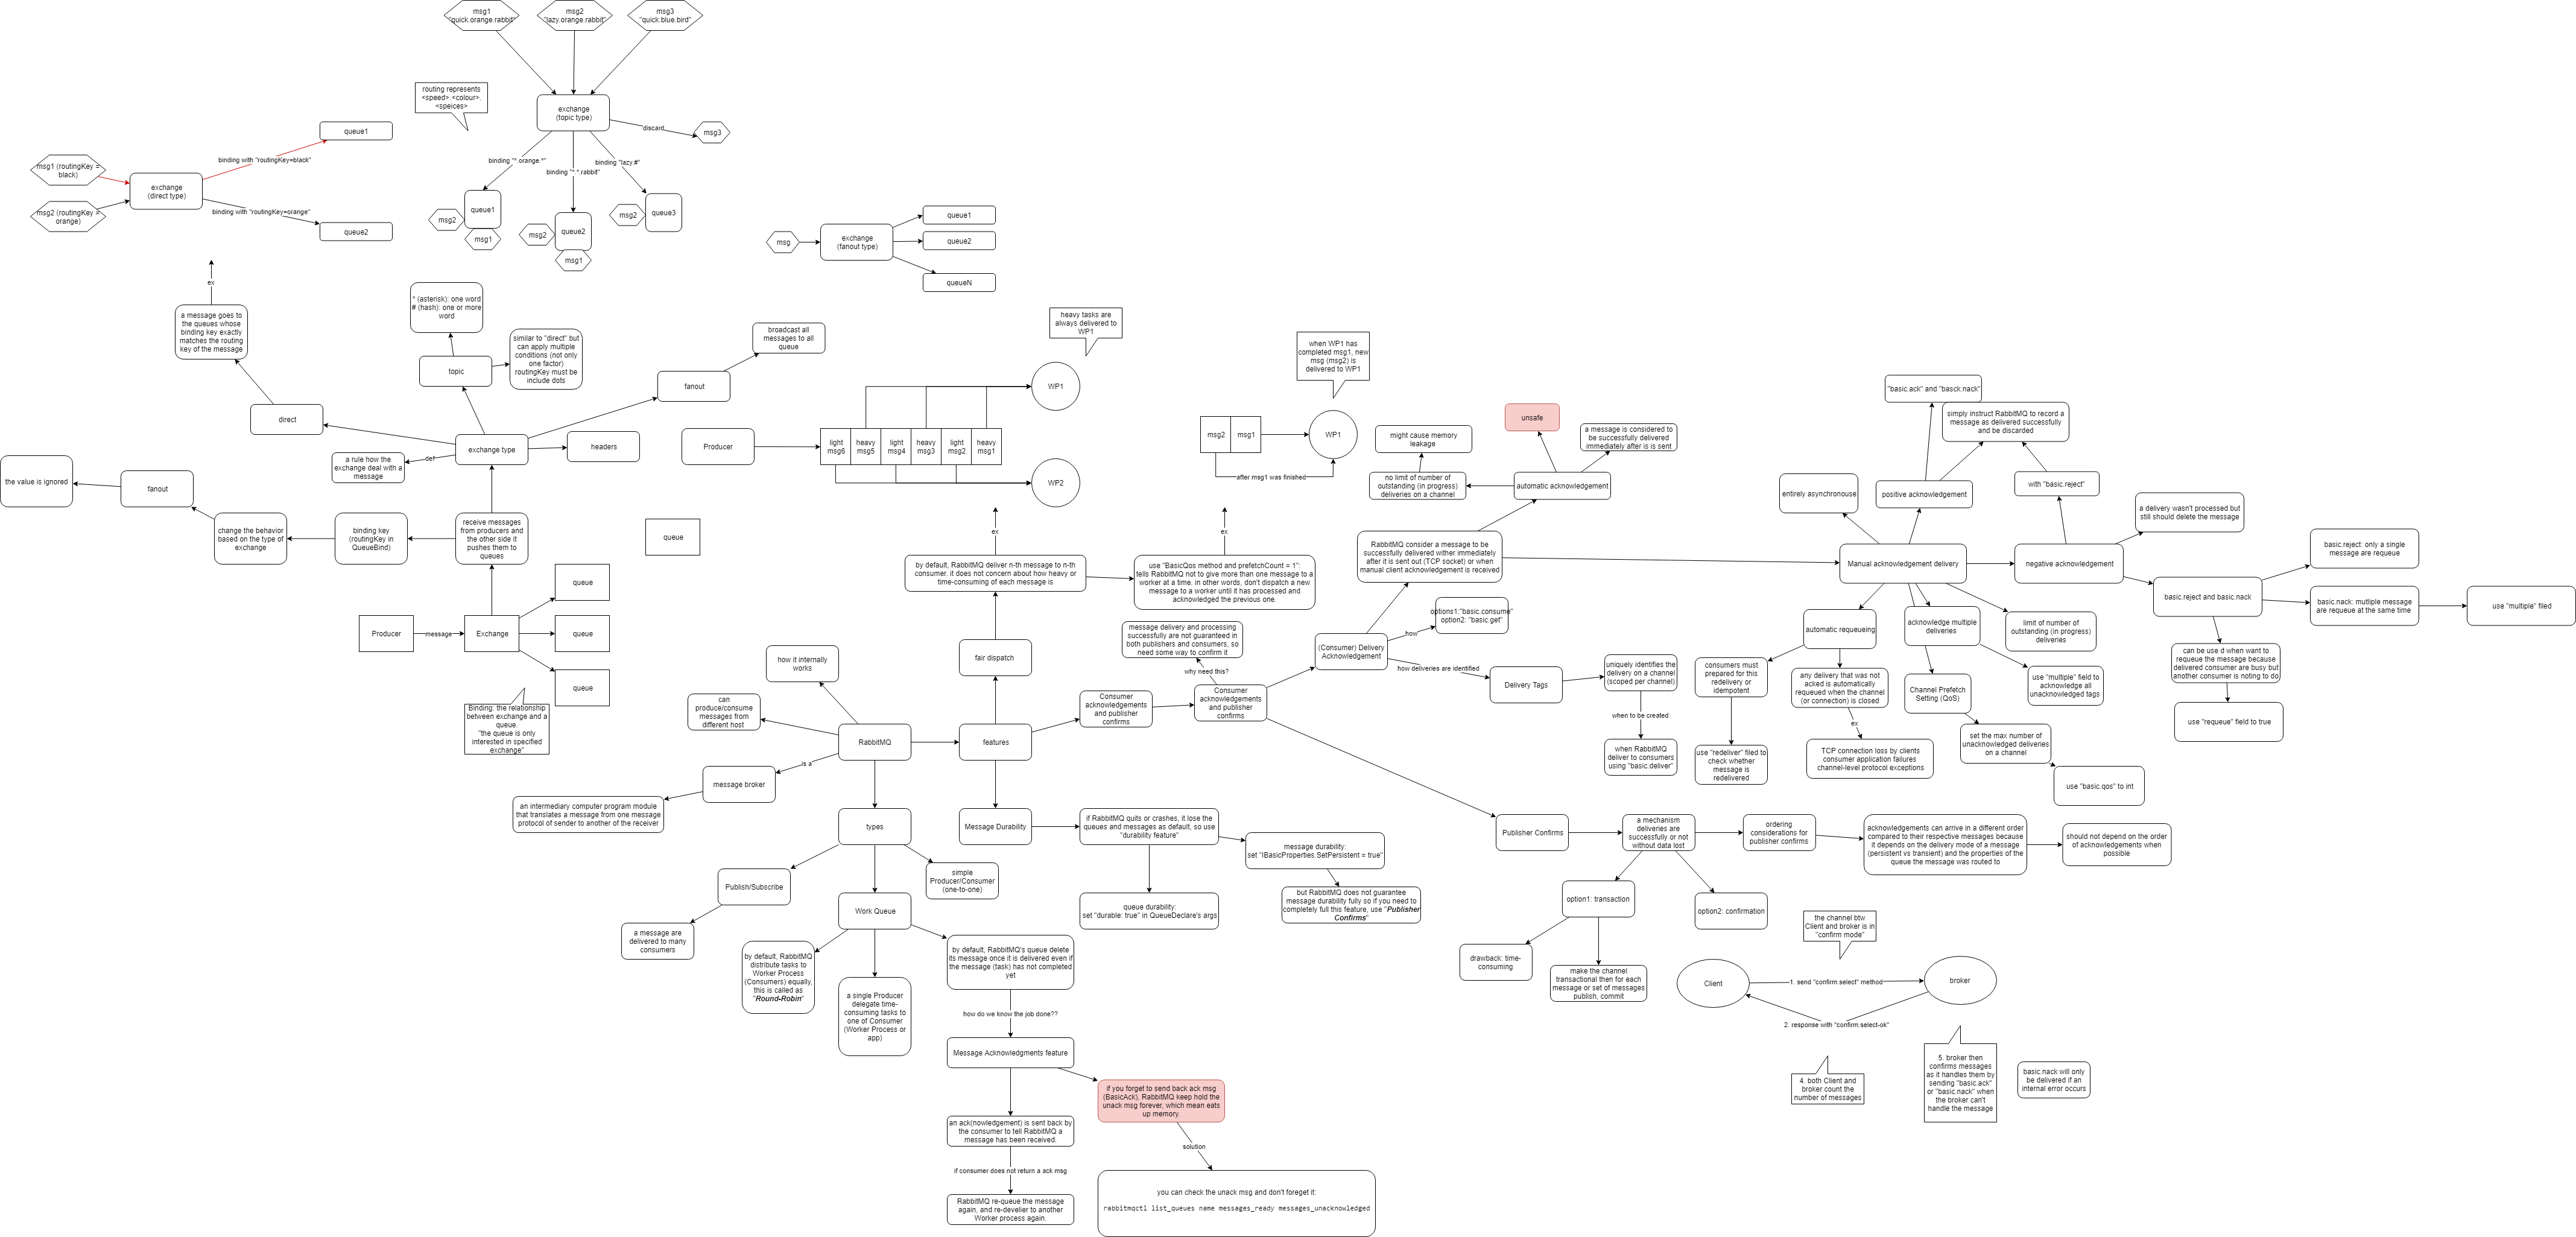 msg1
"quick.orange.rabbit"
msg2
"lazy.orange.rabbit"
msg3
"quick.blue.bird"
routing represents
<speed>.<colour>.
<speices>
exchange
(topic type)
discard
msg3
binding "*.orange.*"
binding "*.*.rabbit"
binding "lazy.#"
queue1
msg2
msg1
queue2
msg2
msg1
queue3
msg2
msg1 (routingKey =
black)
msg2 (routingKey =
orange)
exchange
(direct type)
binding with "routingKey=black"
binding with "routingKey=orange"
queue1
queue2
msg
exchange
(fanout type)
queue1
queue2
queueN
ex
a message goes to
the queues whose
binding key exactly
matches the routing
key of the message
* (asterisk): one word
# (hash): one or more
word
topic
similar to "direct" but
can apply multiple
conditions (not only
one factor)
routingKey must be
include dots
broadcast all
messages to all
queue
fanout
direct
exchange type
headers
def
a rule how the
exchange deal with a
message
the value is ignored
fanout
change the behavior
based on the type of
exchange
binding key
(routingKey in
QueueBind)
receive messages
from producers and
the other side it
pushes them to
queues
queue
Producer
message
Exchange
queue
queue
queue
Binding: the relationship
between exchange and a
queue.
"the queue is only
interested in specified
exchange"
heavy tasks are
always delivered to
WP1
WP1
Producer
light
msg6
heavy
msg5
light
msg4
heavy
msg3
light
msg2
heavy
msg1
WP2
ex
by default, RabbitMQ deliver n-th message to n-th
consumer. it does not concern about how heavy or
time-consuming of each message is
when WP1 has
completed msg1, new
msg (msg2) is
delivered to WP1
msg2
msg1
WP1
after msg1 was finished
ex
use "BasicQos method and prefetchCount = 1":
tells RabbitMQ not to give more than one message to a
worker at a time. in other words, don't dispatch a new
message to a worker until it has processed and
acknowledged the previous one.
fair dispatch
how it internally
works
can
produce/consume
messages from
different host
RabbitMQ
features
is a
message broker
an intermediary computer program module
that translates a message from one message
protocol of sender to another of the receiver
types
Publish/Subscribe
a message are
delivered to many
consumers
simple
Producer/Consumer
(one-to-one)
Work Queue
by default, RabbitMQ
distribute tasks to
Worker Process
(Consumers) equally,
this is called as
"Round-Robin"
a single Producer
delegate time-
consuming tasks to
one of Consumer
(Worker Process or
app)
by default, RabbitMQ's queue delete
its message once it is delivered even if
the message (task) has not completed
yet
how do we know the job done??
Message Acknowledgments feature
an ack(nowledgement) is sent back by
the consumer to tell RabbitMQ a
message has been received.
if consumer does not return a ack msg
RabbitMQ re-queue the message
again, and re-develier to another
Worker process again.
if you forget to send back ack msg
(BasicAck), RabbitMQ keep hold the
unack msg forever, which mean eats
up memory.
solution
you can check the unack msg and don't foreget it:
rabbitmqctl list_queues name messages_ready messages_unacknowledged
Message Durability
if RabbitMQ quits or crashes, it lose the
queues and messages as default, so use
"durability feature"
queue durability:
set "durable: true" in QueueDeclare's args
message durability:
set "IBasicProperties.SetPersistent = true"
but RabbitMQ does not guarantee
message durability fully so if you need to
completely full this feature, use "Publisher
Confirms"
Consumer
acknowledgements
and publisher
confirms
Consumer
acknowledgements
and publisher
confirms
why need this?
message delivery and processing
successfully are not guaranteed in
both publishers and consumers, so
need some way to confirm it
(Consumer) Delivery
Acknowledgement
how
options1:"basic.consume"
option2: "basic.get"
how deliveries are identified
Delivery Tags
uniquely identifies the
delivery on a channel
(scoped per channel)
when to be created
when RabbitMQ
deliver to consumers
using "basic.deliver"
RabbitMQ consider a message to be
successfully delivered wither immediately
after it is sent out (TCP socket) or when
manual client acknowledgement is received
unsafe
might cause memory
leakage
a message is considered to
be successfully delivered
immediately after is is sent
no limit of number of
outstanding (in progress)
deliveries on a channel
automatic acknowledgement
"basic.ack" and "basck.nack"
simply instruct RabbitMQ to record a
message as delivered successfully
and be discarded
entirely asynchronouse
positive acknowledgement
with "basic.reject"
a delivery wasn't processed but
still should delete the message
Manual acknowledgement delivery
negative acknowledgement
basic.reject: only a single
message are requeue
basic.reject and basic.nack
basic.nack: mutliple message
are requeue at the same time
use "multiple" filed
can be use d when want to
requeue the message because
delivered consumer are busy but
another consumer is noting to do
use "requeue" field to true
automatic requeueing
acknowledge multiple
deliveries
limit of number of
outstanding (in progress)
deliveries
consumers must
prepared for this
redelivery or
idempotent
use "redeliver" filed to
check whether
message is
redelivered
any delivery that was not
acked is automatically
requeued when the channel
(or connection) is closed
ex
TCP connection loss by clients
consumer application failures
channel-level protocol exceptions
Channel Prefetch
Setting (QoS)
use "multiple" field to
acknowledge all
unacknowledged tags
set the max number of
unacknowledged deliveries
on a channel
use "basic.qos" to int
Publisher Confirms
a mechanism
deliveries are
successfully or not
without data lost
ordering
considerations for
publisher confirms
acknowledgements can arrive in a different order
compared to their respective messages because
it depends on the delivery mode of a message
(persistent vs transient) and the properties of the
queue the message was routed to
should not depend on the order
of acknowledgements when
possible
option1: transaction
option2: confirmation
drawback: time-
consuming
make the channel
transactional then for each
message or set of messages
publish, commit
the channel btw
Client and broker is in
"confirm mode"
Client
1. send "confirm.select" method
broker
2. response with "confirm.select-ok"
4. both Client and
broker count the
number of messages
5. broker then
confirms messages
as it handles them by
sending "basic.ack"
or "basic.nack" when
the broker can't
handle the message
basic.nack will only
be delivered if an
internal error occurs